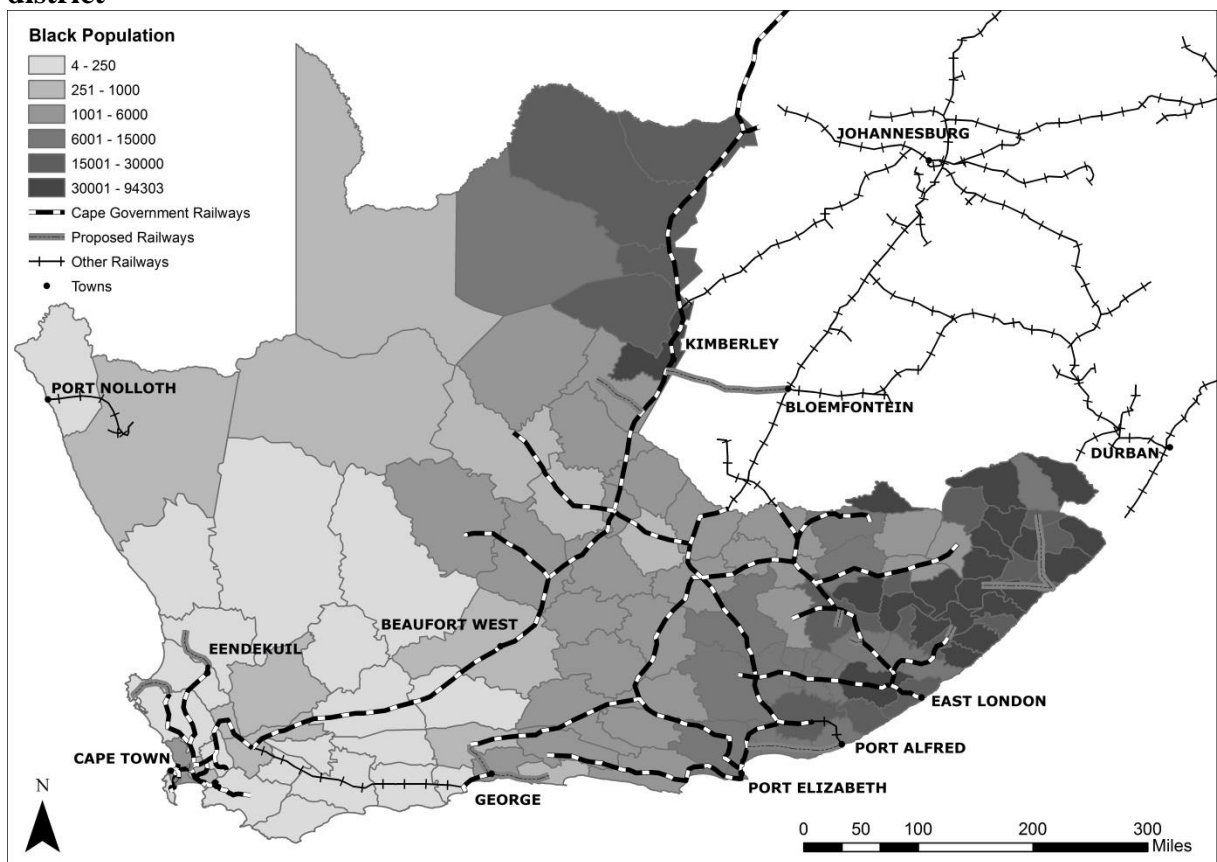 district
Black Population
4 - 250
251 - 1000
1001 - 6000
6001 - 15000
15001 - 30000
30001 - 94303
Cape Government Railways
Proposed Railways
Other Railways
Towns
JOHANNESBURG
KIMBERLEY
PORT NOLLOTH
BLOEMFONTEIN
DURBAN
BEAUFORT WEST
EENDEKUIL
EAST LONDON
CAPE TOWN
PORT ALFRED
GEORGE
PORT ELIZABETH
N
0 50 100 200 300
Miles